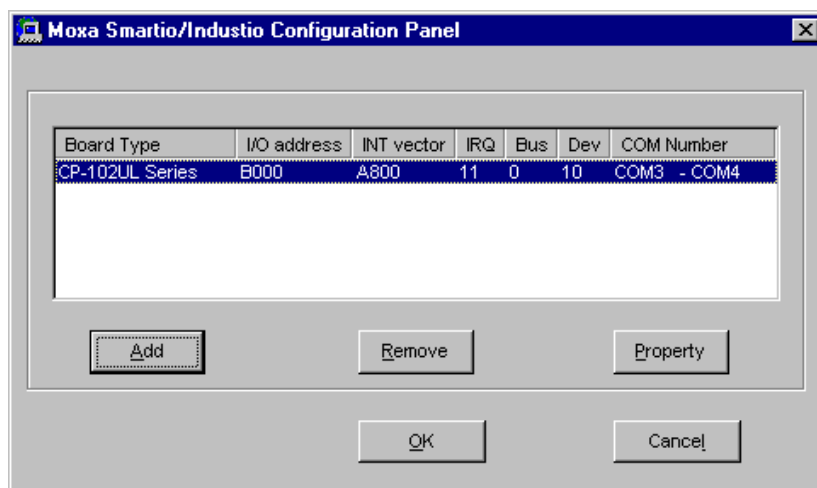 Moxa Smartio/Industio Configuration Panel
Board Type I/O address INT vector IRQ Bus Dev COM Number
CP-102UL Series B000 A800 11 0 10 COM3 - COM4
Add Remove Property
OK Cancel